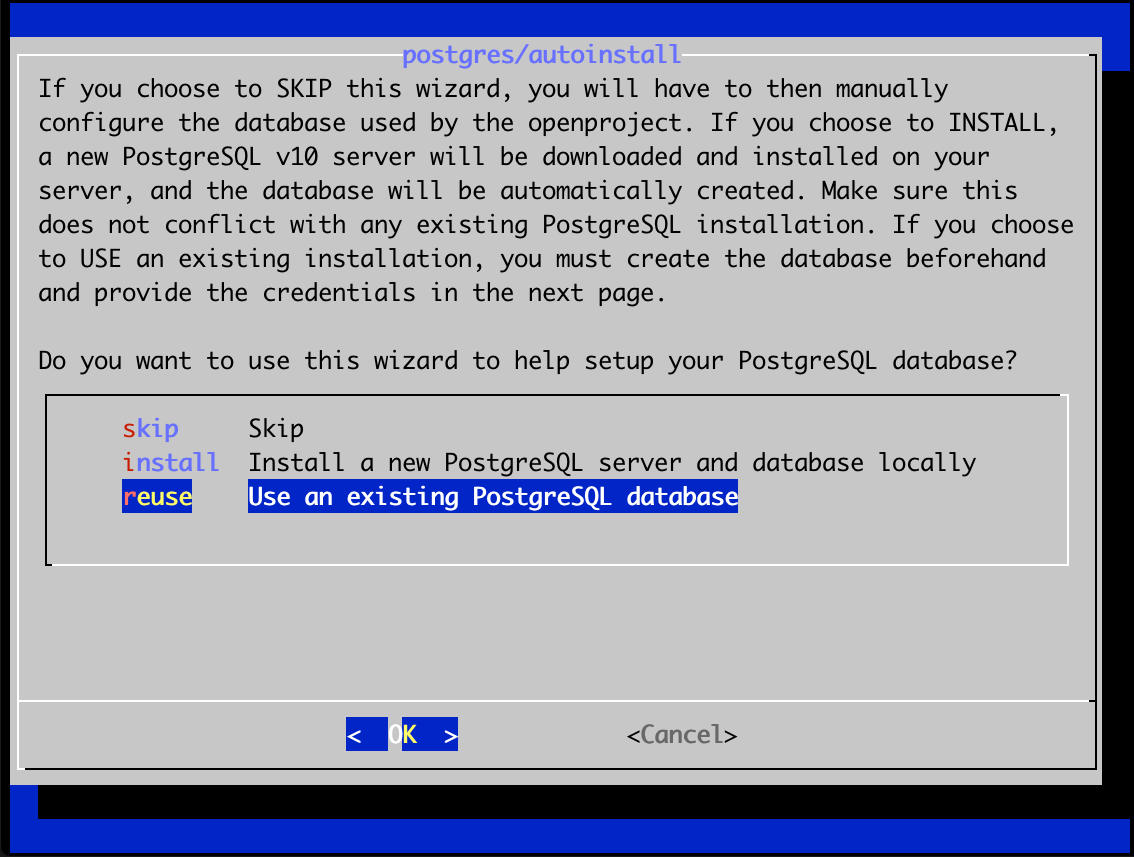 postgres/autoinstall
If you choose to SKIP this wizard, you will have to then manually
configure the database used by the openproject. If you choose to INSTALL,
a new PostgreSQL v10 server will be downloaded and installed on your
server, and the database will be automatically created. Make sure this
does not conflict with any existing PostgreSQL installation. If you choose
to USE an existing installation, you must create the database beforehand
and provide the credentials in the next page.
Do you want to use this wizard to help setup your PostgreSQL database?
skip Skip
install Install a new PostgreSQL server and database locally
reuse Use an existing PostgreSQL database
< OK > <Cancel>